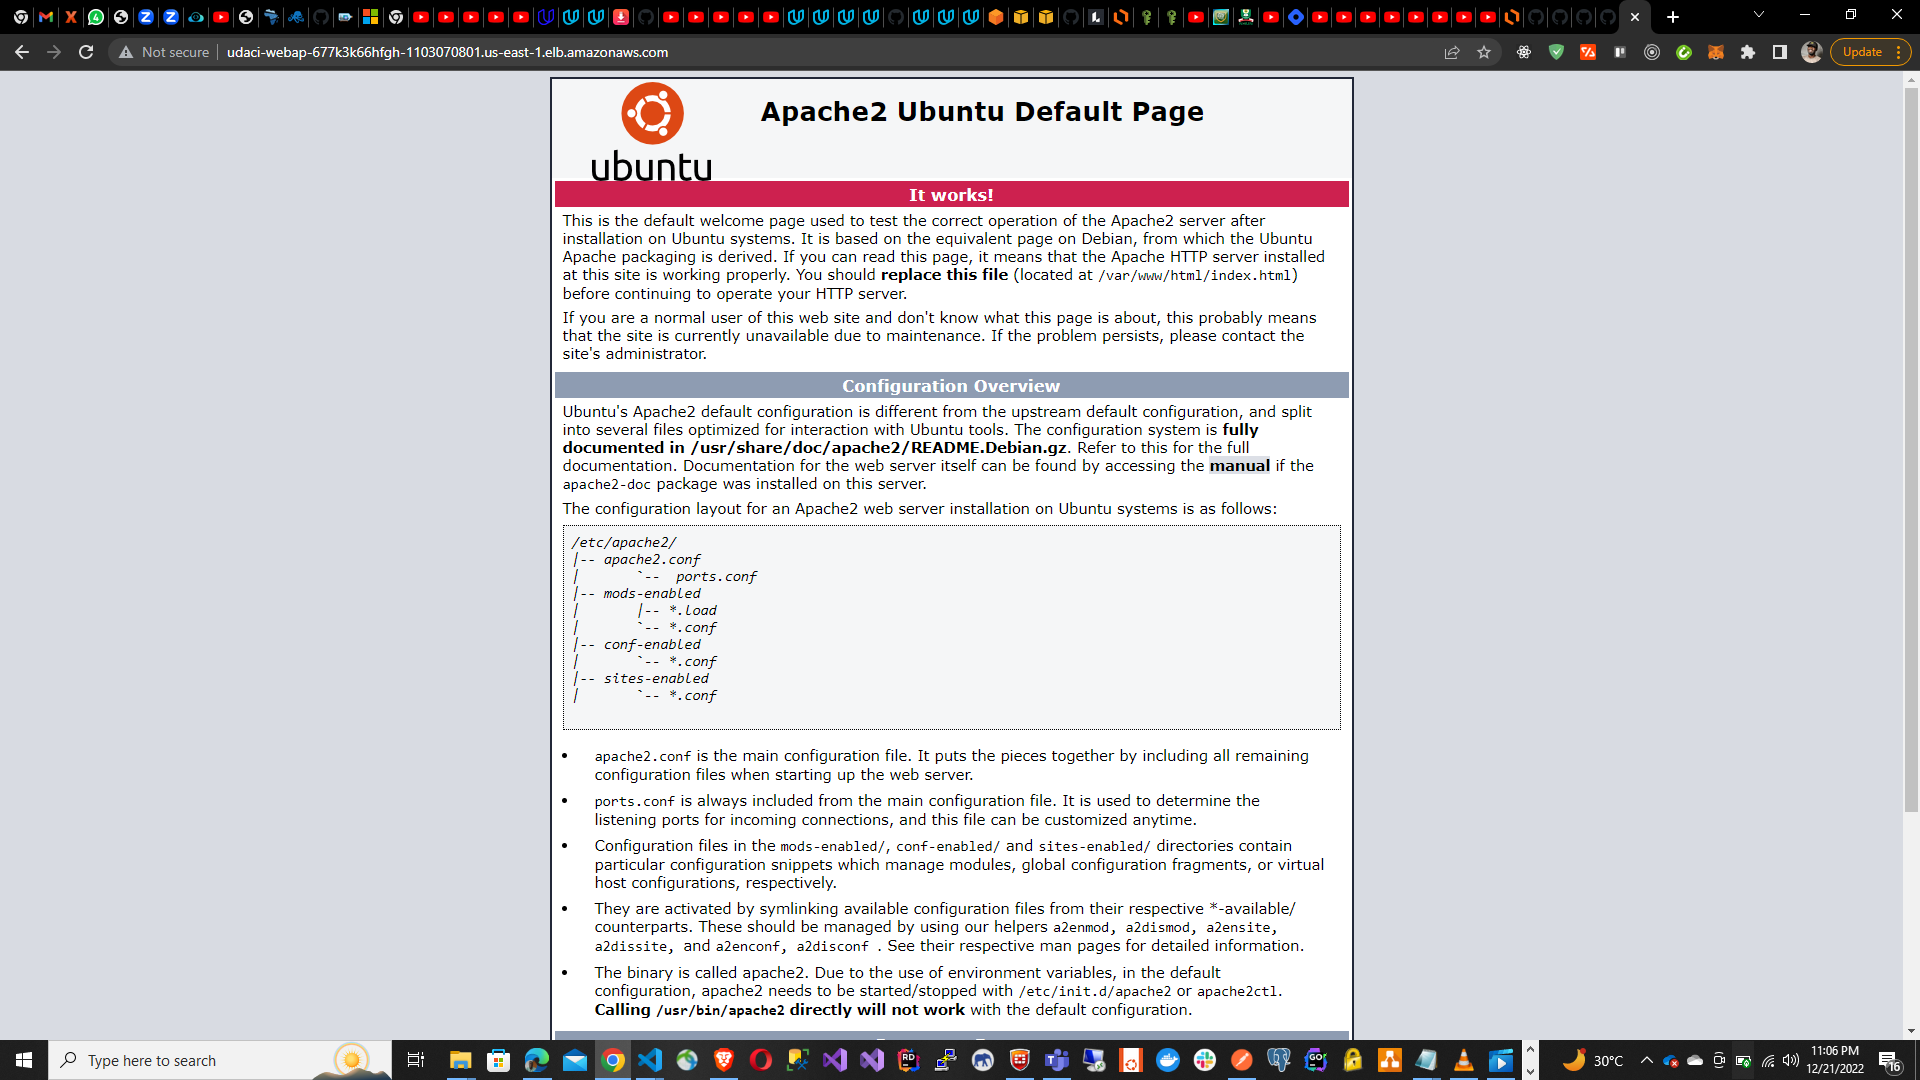 Not secure
udaci-webap-677k3k66hfgh-1103070801.us-east-1.elb.amazonaws.com
Update
ubuntu
Apache2 Ubuntu Default Page
It works!
This is the default welcome page used to test the correct operation of the Apache2 server after
installation on Ubuntu systems. It is based on the equivalent page on Debian, from which the Ubuntu
Apache packaging is derived. If you can read this page, it means that the Apache HTTP server installed
at this site is working properly. You should replace this file (located at /var/www/html/index.html)
before continuing to operate your HTTP server.
If you are a normal user of this web site and don't know what this page is about, this probably means
that the site is currently unavailable due to maintenance. If the problem persists, please contact the
site's administrator.
Configuration Overview
Ubuntu's Apache2 default configuration is different from the upstream default configuration, and split
into several files optimized for interaction with Ubuntu tools. The configuration system is fully
documented in /usr/share/doc/apache2/README.Debian.gz. Refer to this for the full
documentation. Documentation for the web server itself can be found by accessing the manual if the
apache2-doc package was installed on this server.
The configuration layout for an Apache2 web server installation on Ubuntu systems is as follows:
/etc/apache2/
|-- apache2.conf
|       `--  ports.conf
|-- mods-enabled
|       |-- *.load
|       `-- *.conf
|-- conf-enabled
|       `-- *.conf
|-- sites-enabled
|       `-- *.conf
• apache2.conf is the main configuration file. It puts the pieces together by including all remaining
configuration files when starting up the web server.
• ports.conf is always included from the main configuration file. It is used to determine the
listening ports for incoming connections, and this file can be customized anytime.
• Configuration files in the mods-enabled/, conf-enabled/ and sites-enabled/ directories contain
particular configuration snippets which manage modules, global configuration fragments, or virtual
host configurations, respectively.
• They are activated by symlinking available configuration files from their respective *-available/
counterparts. These should be managed by using our helpers a2enmod, a2dismod, a2ensite,
a2dissite, and a2enconf, a2disconf . See their respective man pages for detailed information.
• The binary is called apache2. Due to the use of environment variables, in the default
configuration, apache2 needs to be started/stopped with /etc/init.d/apache2 or apache2ctl.
Calling /usr/bin/apache2 directly will not work with the default configuration.
Type here to search
30°C
11:06 PM
12/21/2022
16